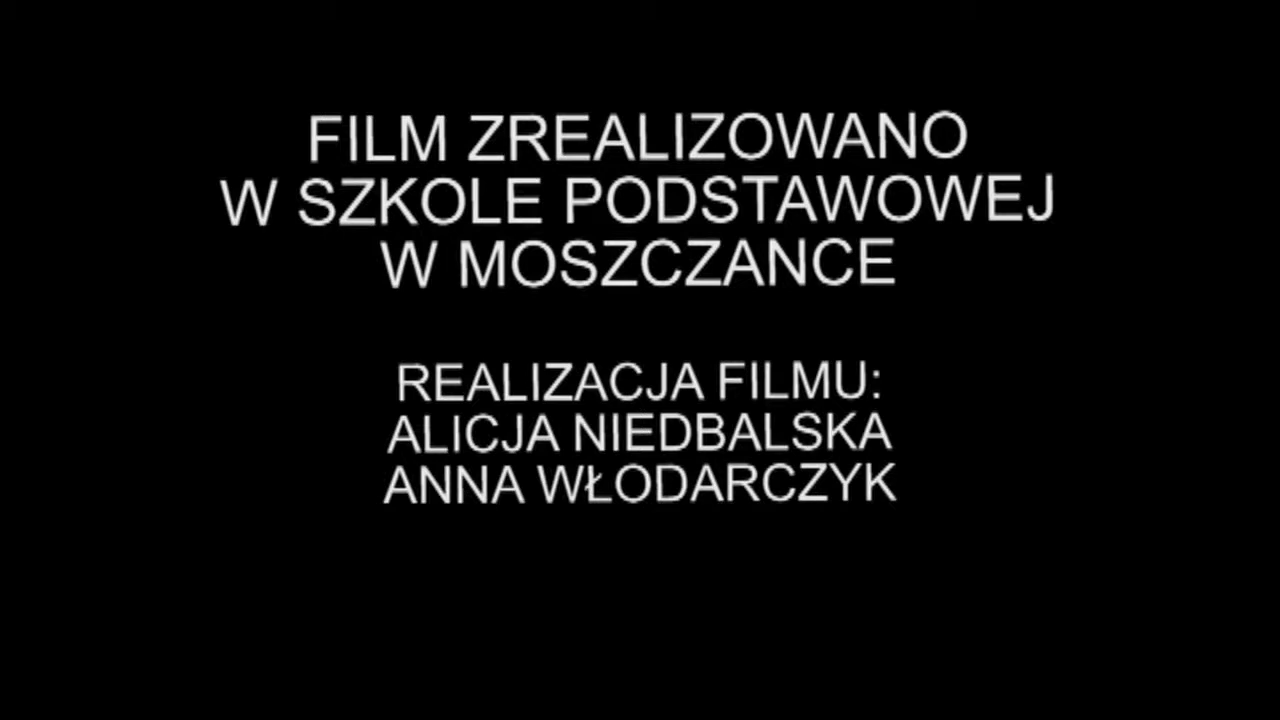 FILM ZREALIZOWANO
W SZKOLE PODSTAWOWEJ
W MOSZCZANCE
REALIZACJA FILMU:
ALICJA NIEDBALSKA
ANNA WŁODARCZYK